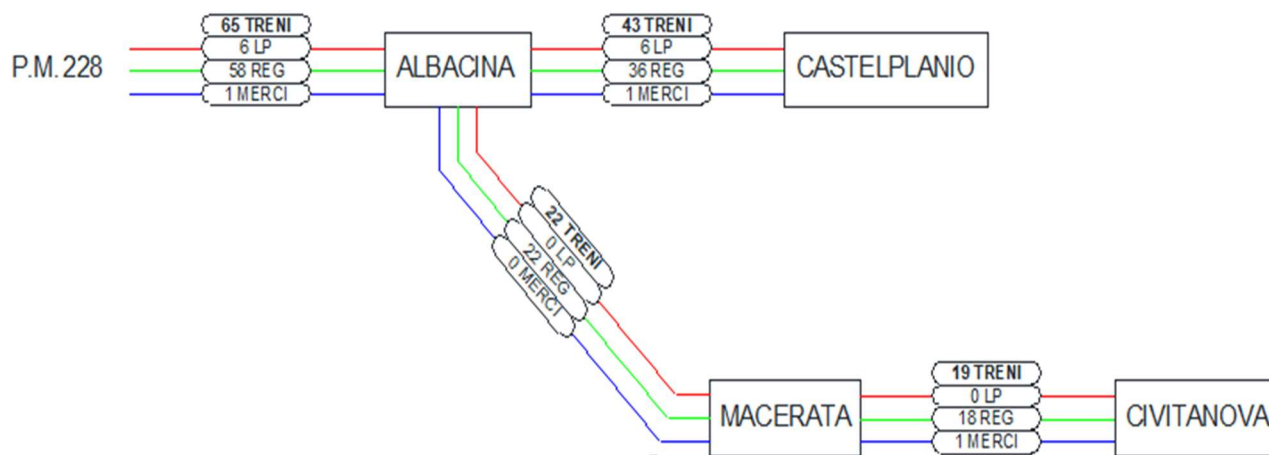 65 TRENI
43 TRENI
6 LP
6 LP
P.M. 228
58 REG
ALBACINA
36 REG
CASTELPLANIO
1 MERCI
1 MERCI
22 TRENI
0 LP
22 REG
0 MERCI
19 TRENI
0 LP
MACERATA
18 REG
CIVITANOVA
1 MERCI